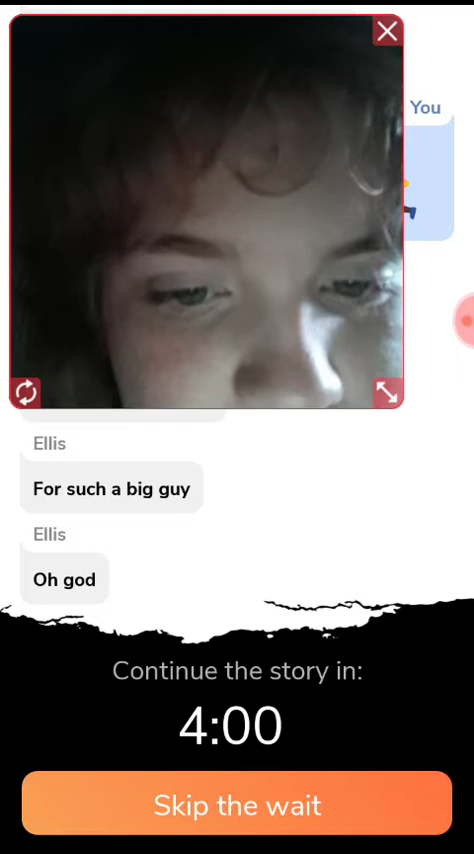 You
Ellis
For such a big guy
Ellis
Oh god
Continue the story in:
4:00
Skip the wait